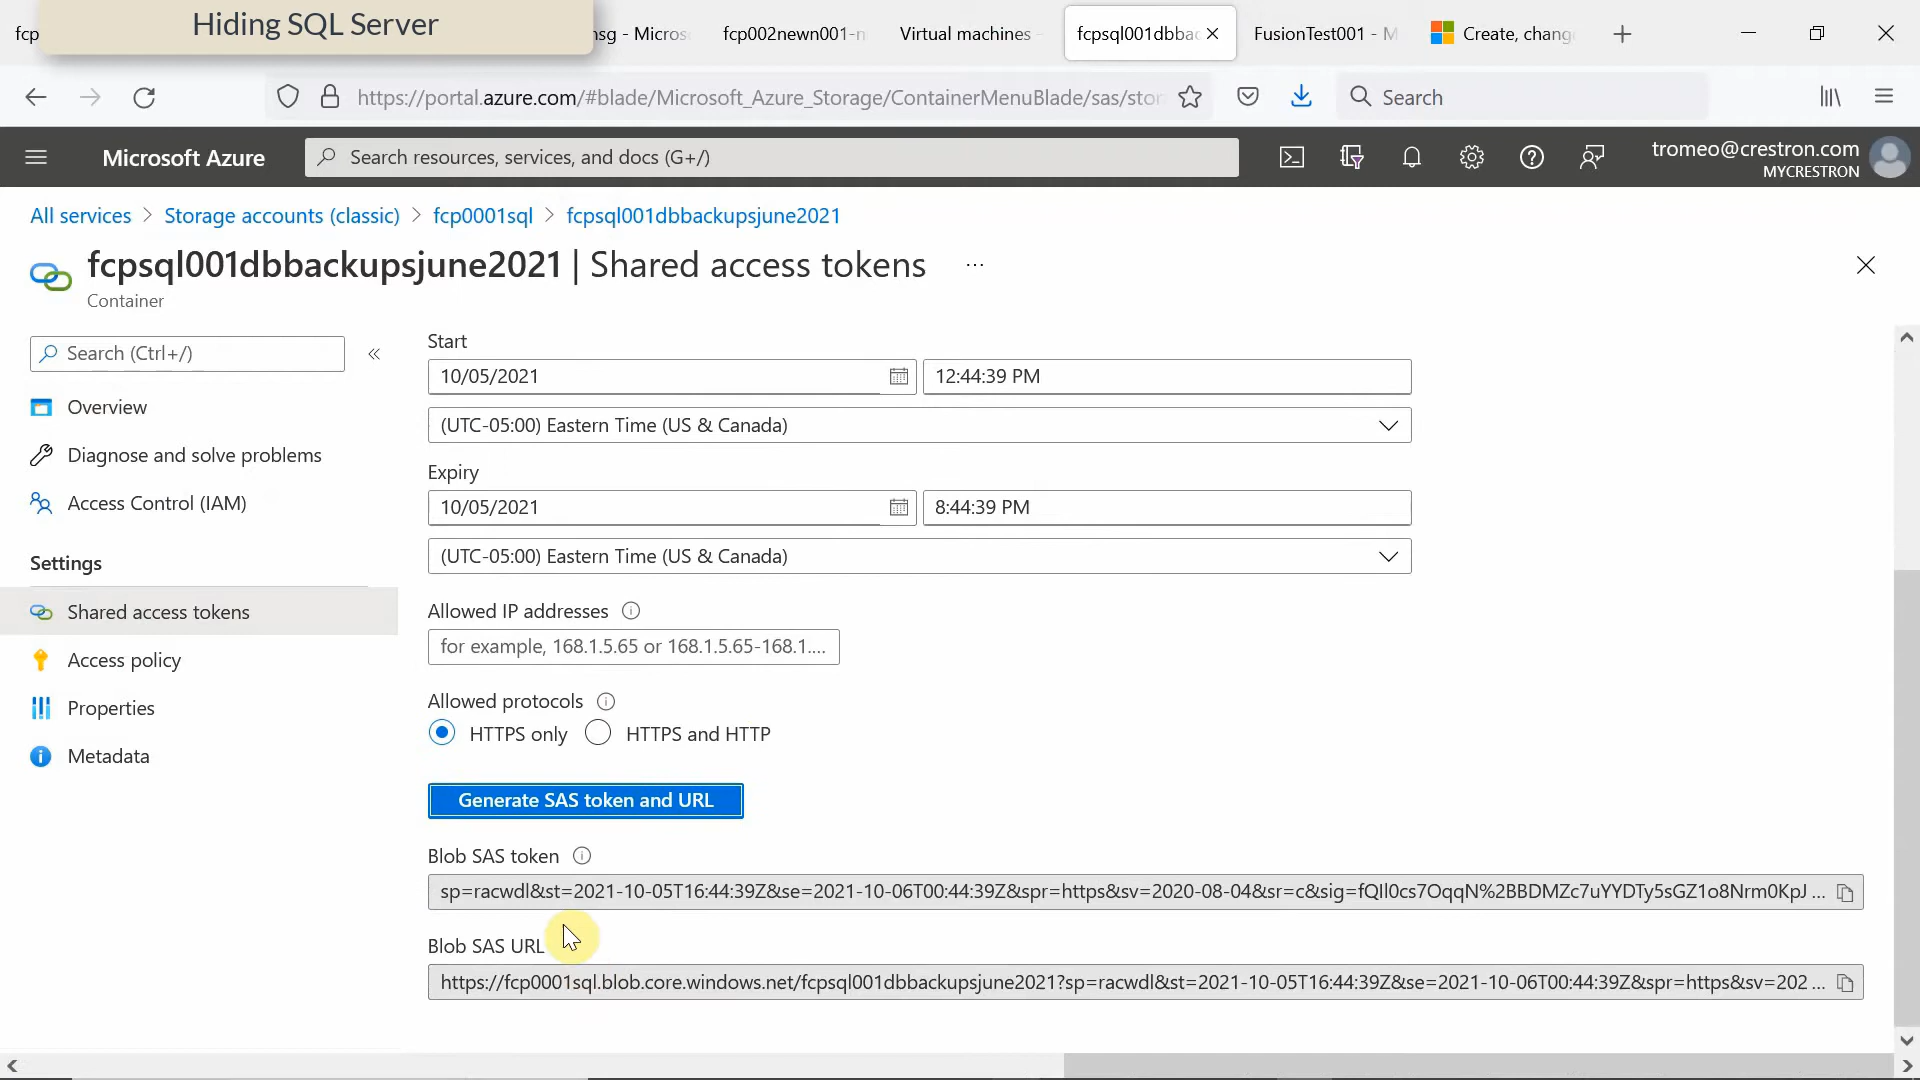 Hiding SQL Server
fcp
nsg - Micros
fcp002newn001-n
Virtual machines -
fcpsql001dbbac
FusionTest001 - M
Create, chang
https://portal.azure.com/#blade/Microsoft_Azure_Storage/ContainerMenuBlade/sas/stor
Search
Microsoft Azure
Search resources, services, and docs (G+/)
tromeo@crestron.com
MYCRESTRON
All services > Storage accounts (classic) > fcp0001sql > fcpsql001dbbackupsjune2021
fcpsql001dbbackupsjune2021 | Shared access tokens ...
Container
Search (Ctrl+/)
«
Overview
Diagnose and solve problems
Access Control (IAM)
Settings
Shared access tokens
Access policy
Properties
Metadata
Start
10/05/2021
12:44:39 PM
(UTC-05:00) Eastern Time (US & Canada)
Expiry
10/05/2021
8:44:39 PM
(UTC-05:00) Eastern Time (US & Canada)
Allowed IP addresses
for example, 168.1.5.65 or 168.1.5.65-168.1....
Allowed protocols
HTTPS only
HTTPS and HTTP
Generate SAS token and URL
Blob SAS token
sp=racwdl&st=2021-10-05T16:44:39Z&se=2021-10-06T00:44:39Z&spr=https&sv=2020-08-04&sr=c&sig=fQIl0cs7OqqN%2BBDMZc7uYYDTy5sGZ1o8Nrm0KpJ ...
Blob SAS URL
https://fcp0001sql.blob.core.windows.net/fcpsql001dbbackupsjune2021?sp=racwdl&st=2021-10-05T16:44:39Z&se=2021-10-06T00:44:39Z&spr=https&sv=202 ...